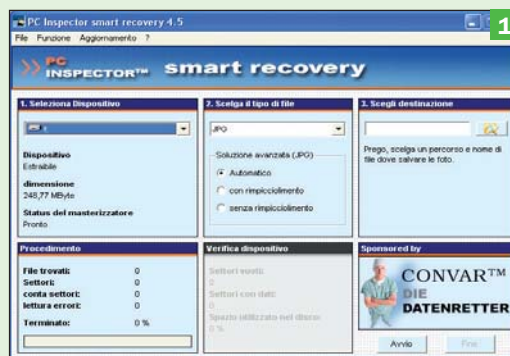 PC Inspector smart recovery 4.5
1
File Funzione Aggiornamento ?
PC INSPECTOR™ smart recovery
1. Seleziona Dispositivo
Dispositivo
Estraibile
dimensione
248,77 MByte
Status del masterizzatore
Pronto
2. Scelga il tipo di file
JPG
Soluzione avanzata (JPG)
Automatico
con rimpicciolimento
senza rimpicciolimento
3. Scegli destinazione
Prego, scelga un percorso e nome di
file dove salvare le foto.
Procedimento
File trovati: 0
Settori: 0
conta settori: 0
lettura errori: 0
Terminato: 0 %
Verifica dispositivo
Settori vuoti:
0
Settori con dati:
0
Spazio utilizzato nel disco:
0 %
Sponsored by
CONVAR™
DIE
DATENRETTER
Avvio
Fine